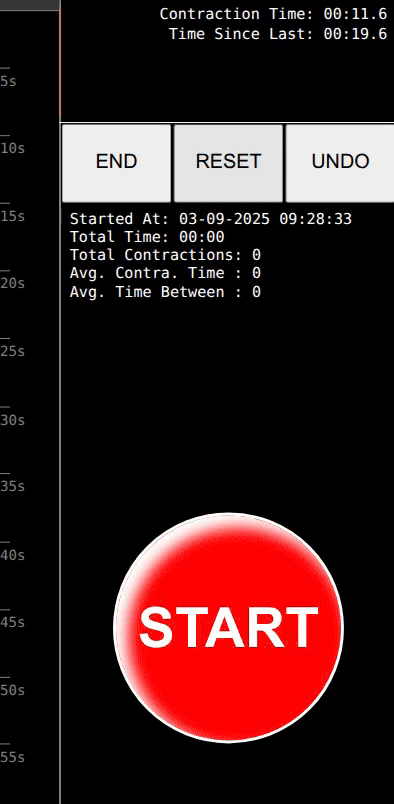 Contraction Time: 00:11.6
Time Since Last: 00:19.6
END RESET UNDO
Started At: 03-09-2025 09:28:33
Total Time: 00:00
Total Contractions: 0
Avg. Contra. Time : 0
Avg. Time Between : 0
START
5s
10s
15s
20s
25s
30s
35s
40s
45s
50s
55s